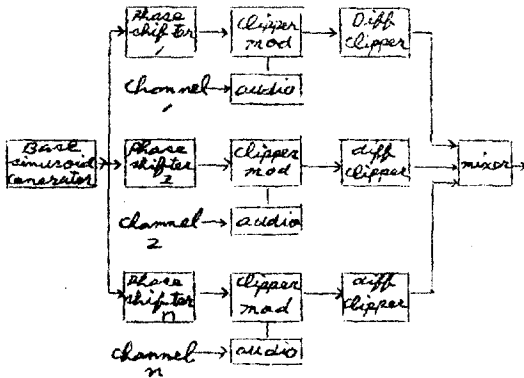 Phase
shifter
1
Clipper
mod
Diff
Clipper
Channel
1
audio
Base
sinusoid
Generator
Phase
shifter
2
Clipper
mod
diff
Clipper
mixer
Channel
2
audio
Phase
shifter
n
Clipper
mod
diff
Clipper
Channel
n
audio